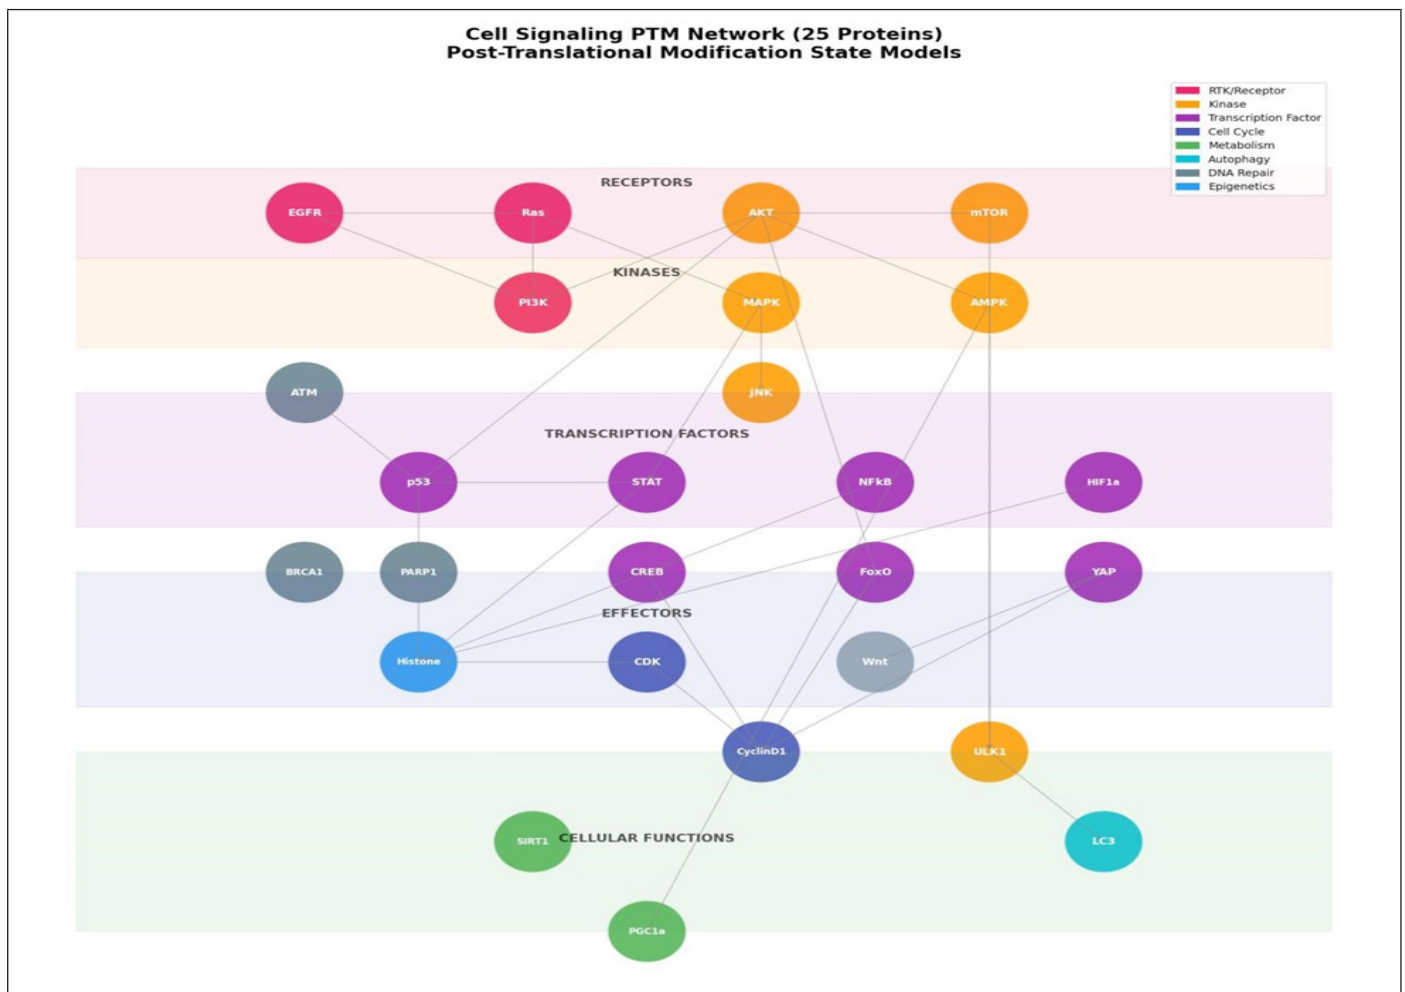 Cell Signaling PTM Network (25 Proteins)
Post-Translational Modification State Models
RTK/Receptor
Kinase
Transcription Factor
Cell Cycle
Metabolism
Autophagy
DNA Repair
Epigenetics
RECEPTORS
EGFR
Ras
AKT
mTOR
KINASES
PI3K
MAPK
AMPK
ATM
JNK
TRANSCRIPTION FACTORS
p53
STAT
NFkB
HIF1a
BRCA1
PARP1
CREB
FoxO
YAP
EFFECTORS
Histone
CDK
Wnt
CyclinD1
ULK1
CELLULAR FUNCTIONS
SIRT1
LC3
PGC1a